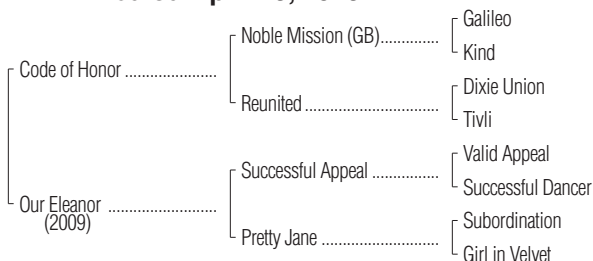 Galileo
Noble Mission (GB)..............
Kind
Code of Honor ......................
Dixie Union
Reunited ................................
Tivli
Valid Appeal
Successful Appeal ................
Successful Dancer
Our Eleanor ..........................
(2009)
Subordination
Pretty Jane ............................
Girl in Velvet